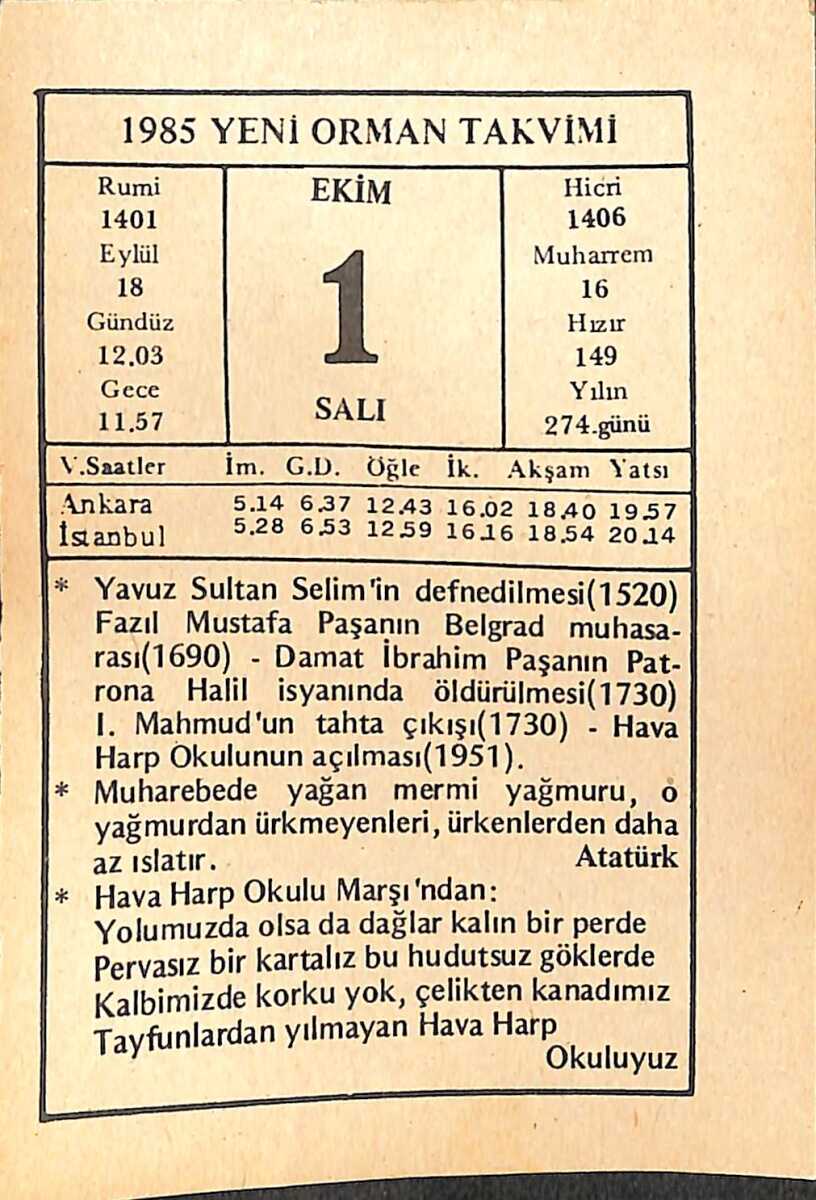 1985 YENİ ORMAN TAKVİMİ
Rumi
1401
Eylül
18
Gündüz
12.03
Gece
11.57
EKİM
1
SALI
Hicri
1406
Muharrem
16
Hızır
149
Yılın
274.günü
V.Saatler İm. G.D. Öğle İk. Akşam Yatsı
Ankara 5.14 6.37 12.43 16.02 18.40 19.57
İstanbul 5.28 6.53 12.59 16.16 18.54 20.14
* Yavuz Sultan Selim'in defnedilmesi(1520)
Fazıl Mustafa Paşanın Belgrad muhasa-
rası(1690) - Damat İbrahim Paşanın Pat-
rona Halil isyanında öldürülmesi(1730)
I. Mahmud'un tahta çıkışı(1730) - Hava
Harp Okulunun açılması(1951).
* Muharebede yağan mermi yağmuru, o
yağmurdan ürkmeyenleri, ürkenlerden daha
az ıslatır. Atatürk
* Hava Harp Okulu Marşı'ndan:
Yolumuzda olsa da dağlar kalın bir perde
Pervasız bir kartalız bu hudutsuz göklerde
Kalbimizde korku yok, çelikten kanadımız
Tayfunlardan yılmayan Hava Harp
Okuluyuz